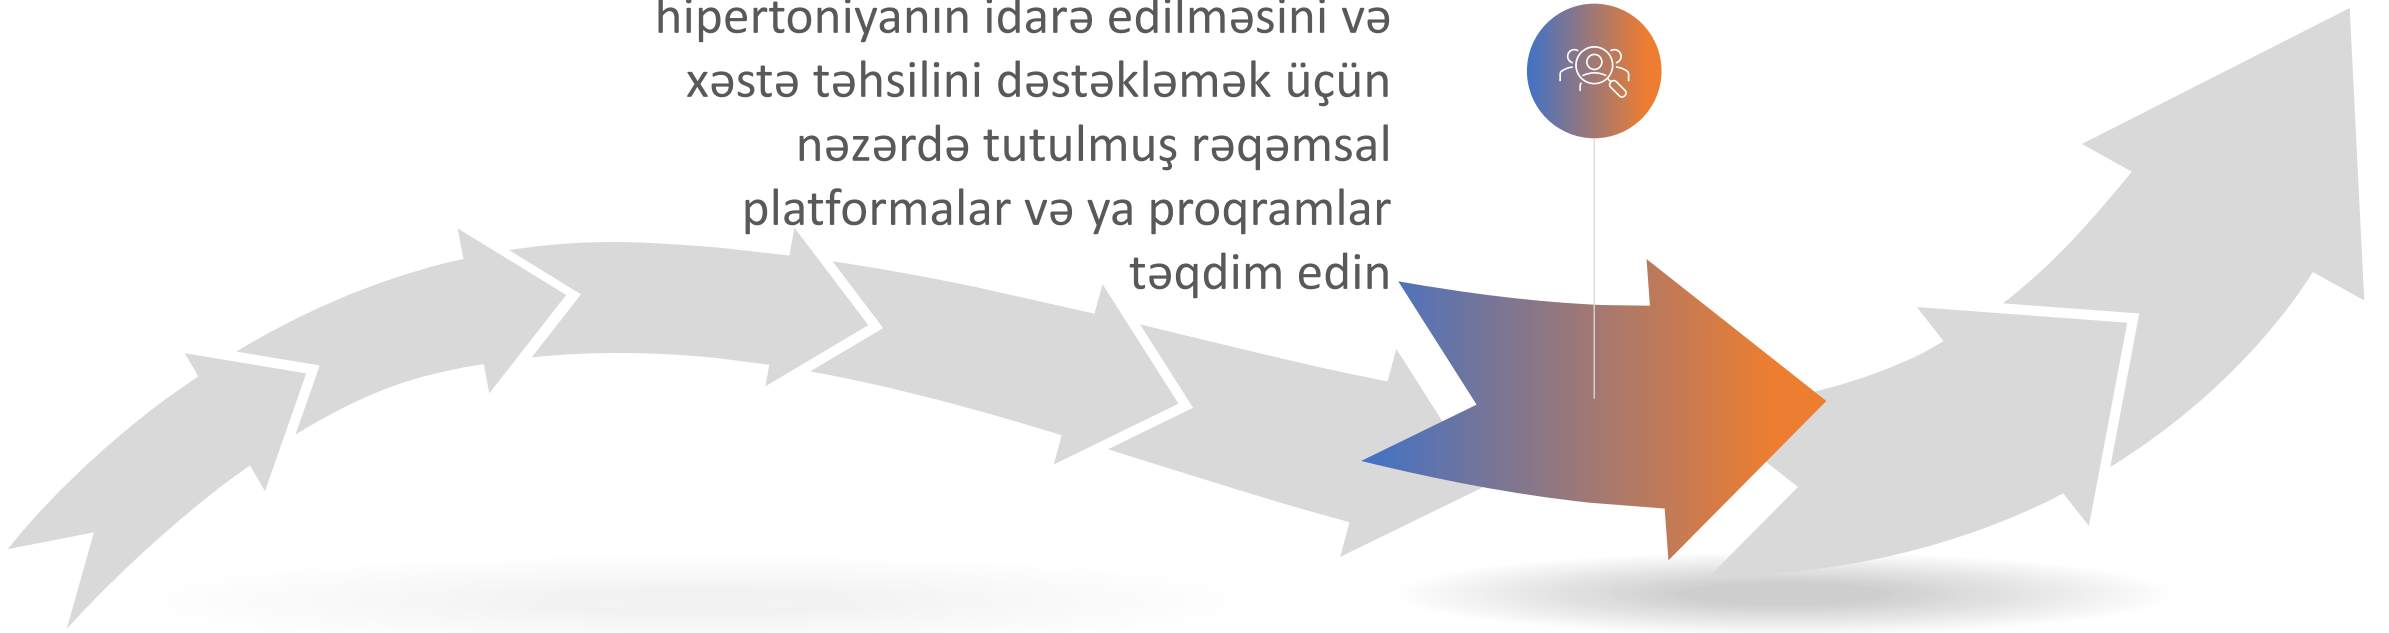 hipertoniyanın idarə edilməsini və
xəstə təhsilini dəstəkləmək üçün
nəzərdə tutulmuş rəqəmsal
platformalar və ya proqramlar
təqdim edin